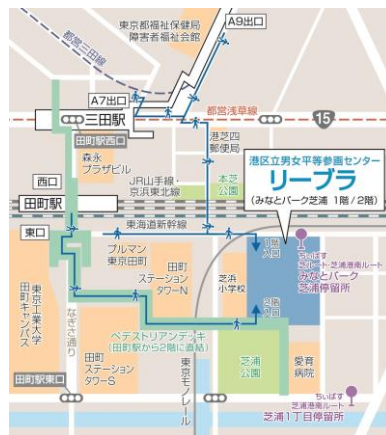 東京都福祉保健局
障害者福祉会館
A9出口
都営三田線
A7出口
都営浅草線
15
三田駅
田町駅西口
港芝四
郵便局
森永
プラザビル
港区立男女平等参画センター
リーブラ
(みなとパーク芝浦 1階/2階)
JR山手線・
京浜東北線
本芝
公園
西口
田町駅
東海道新幹線
東口
プルマン
東京田町
田町
ステーション
タワーN
芝浜
小学校
1階
入口
2階
入口
ちぃばす
芝ルート・芝浦港南ルート
みなとパーク
芝浦停留所
東京工業大学
田町キャンパス
なぎさ通り
ペデストリアンデッキ
(田町駅から2階に直結)
田町
ステーション
タワーS
東京モノレール
芝浦
公園
愛育
病院
田町駅東口
ちぃばす
芝浦港南ルート
芝浦1丁目停留所